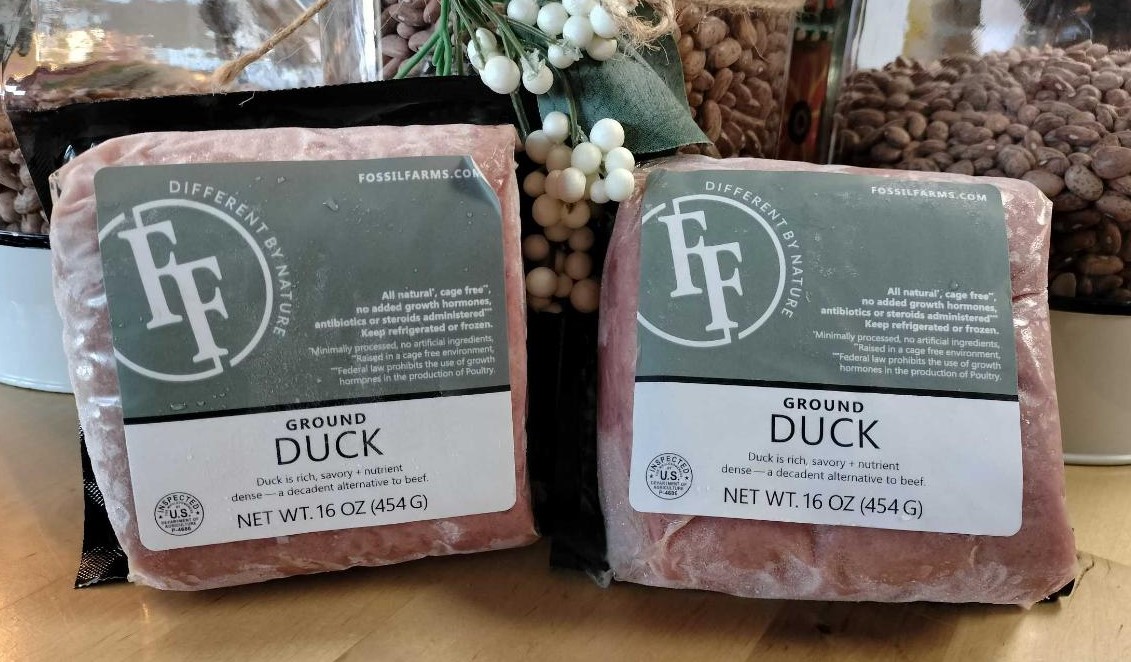 FOSSILFARMS.COM
DIFFERENT BY NATURE
FF
All natural*, cage free**,
no added growth hormones,
antibiotics or steroids administered***
Keep refrigerated or frozen.
*Minimally processed, no artificial ingredients,
**Raised in a cage free environment,
***Federal law prohibits the use of growth
hormones in the production of Poultry.
GROUND
DUCK
Duck is rich, savory + nutrient
dense — a decadent alternative to beef.
INSPECTED
U.S.
DEPARTMENT OF
AGRICULTURE
P-4686
NET WT. 16 OZ (454 G)
FOSSILFARMS.COM
DIFFERENT BY NATURE
FF
All natural*, cage free**,
no added growth hormones,
antibiotics or steroids administered***
Keep refrigerated or frozen.
*Minimally processed, no artificial ingredients,
**Raised in a cage free environment,
***Federal law prohibits the use of growth
hormones in the production of Poultry.
GROUND
DUCK
Duck is rich, savory + nutrient
dense — a decadent alternative to beef.
INSPECTED
U.S.
DEPARTMENT OF
AGRICULTURE
P-4686
NET WT. 16 OZ (454 G)